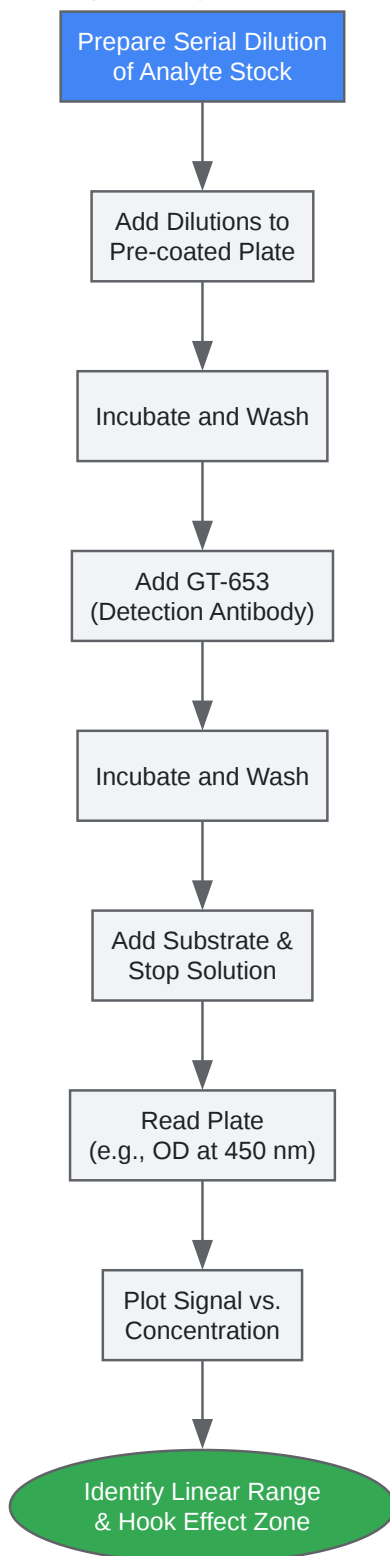 Prepare Serial Dilution
of Analyte Stock
Add Dilutions to
Pre-coated Plate
Incubate and Wash
Add GT-653
(Detection Antibody)
Incubate and Wash
Add Substrate &
Stop Solution
Read Plate
(e.g., OD at 450 nm)
Plot Signal vs.
Concentration
Identify Linear Range
& Hook Effect Zone